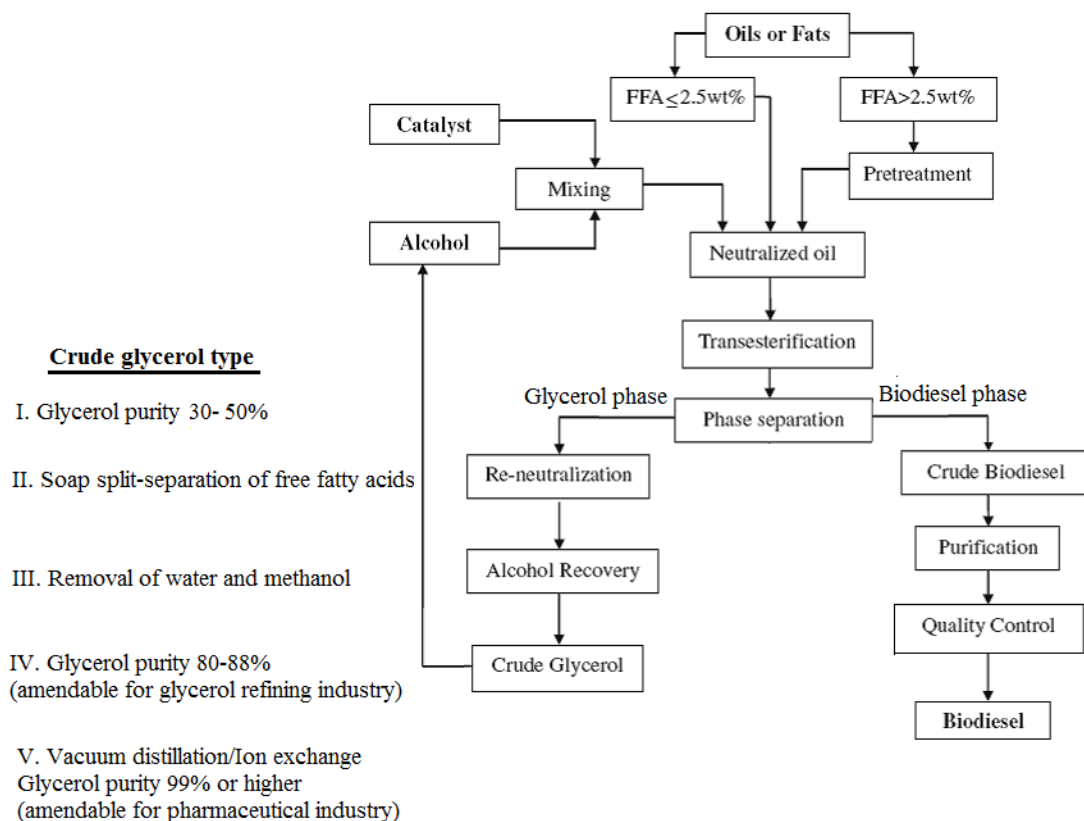 Oils or Fats
FFA≤2.5wt%
FFA>2.5wt%
Catalyst
Pretreatment
Mixing
Alcohol
Neutralized oil
Transesterification
Crude glycerol type
Glycerol phase
Biodiesel phase
I. Glycerol purity 30- 50%
Phase separation
Re-neutralization
Crude Biodiesel
II. Soap split-separation of free fatty acids
Purification
Alcohol Recovery
III. Removal of water and methanol
Quality Control
IV. Glycerol purity 80-88%
(amendable for glycerol refining industry)
Crude Glycerol
Biodiesel
V. Vacuum distillation/Ion exchange
Glycerol purity 99% or higher
(amendable for pharmaceutical industry)